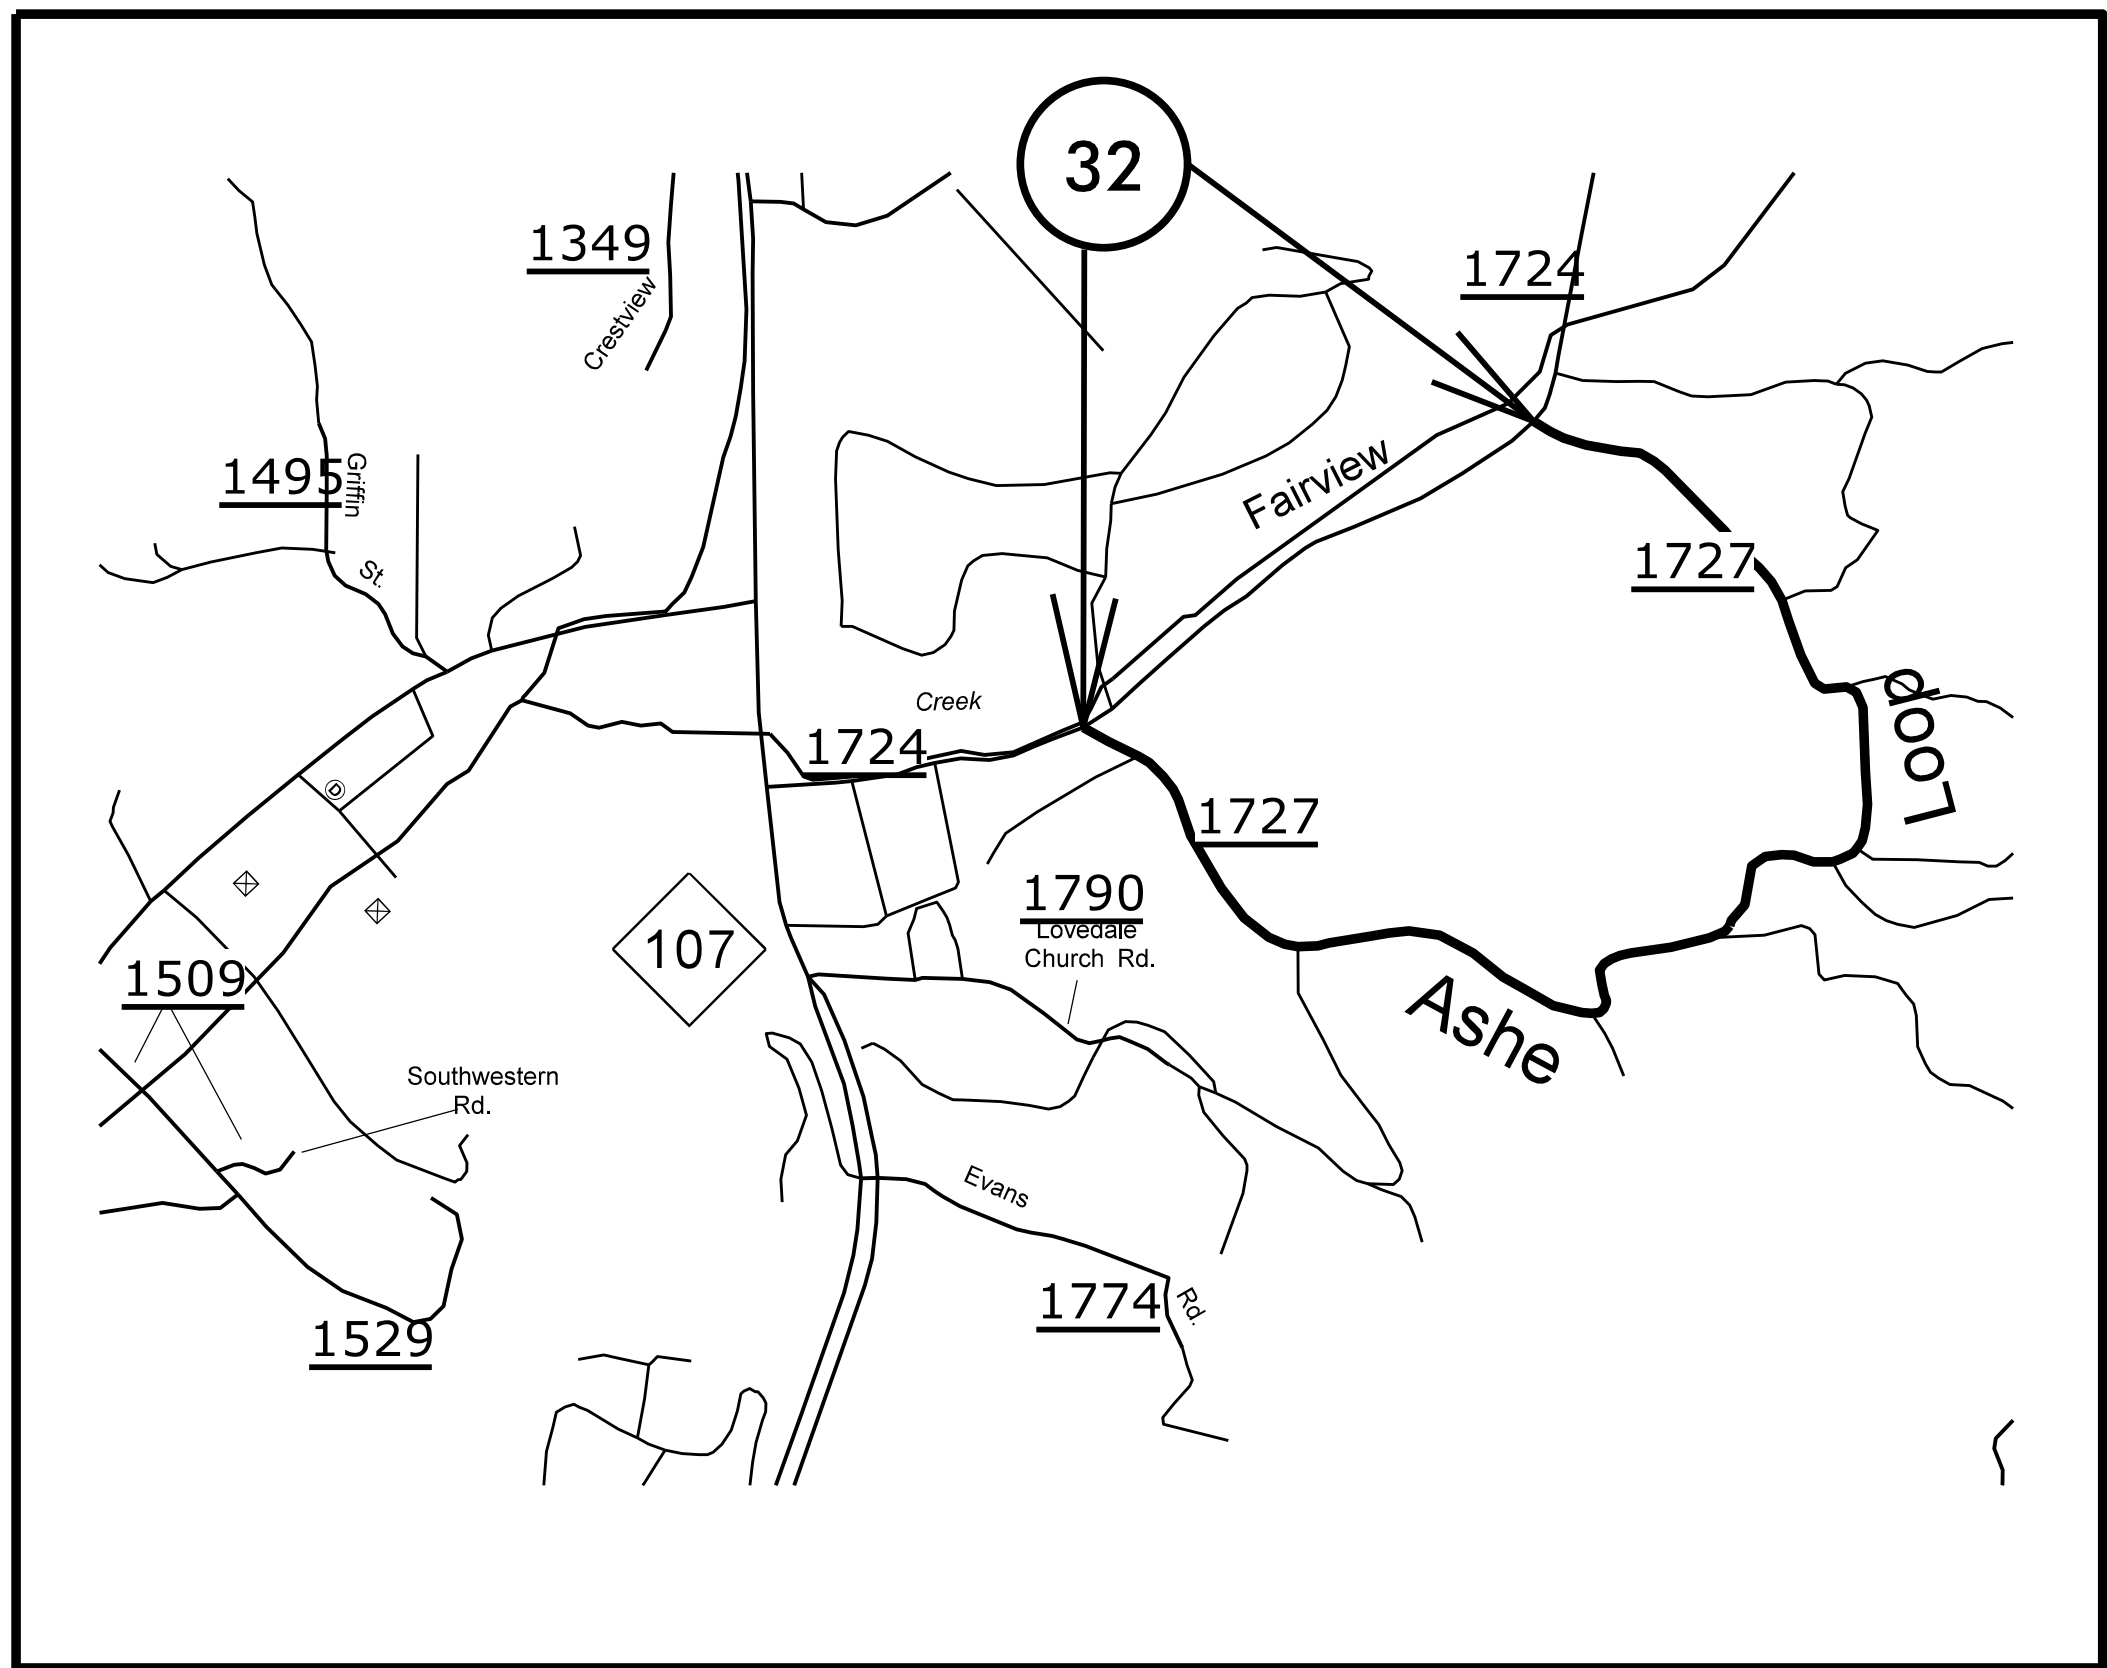 32
1349
1724
Crestview
Fairview
1495
Griffin
St.
1727
Creek
1724
Loop
1727
D
1790
Lovedale
Church Rd.
107
1509
Ashe
Southwestern
Rd.
Evans
1774
Rd.
1529